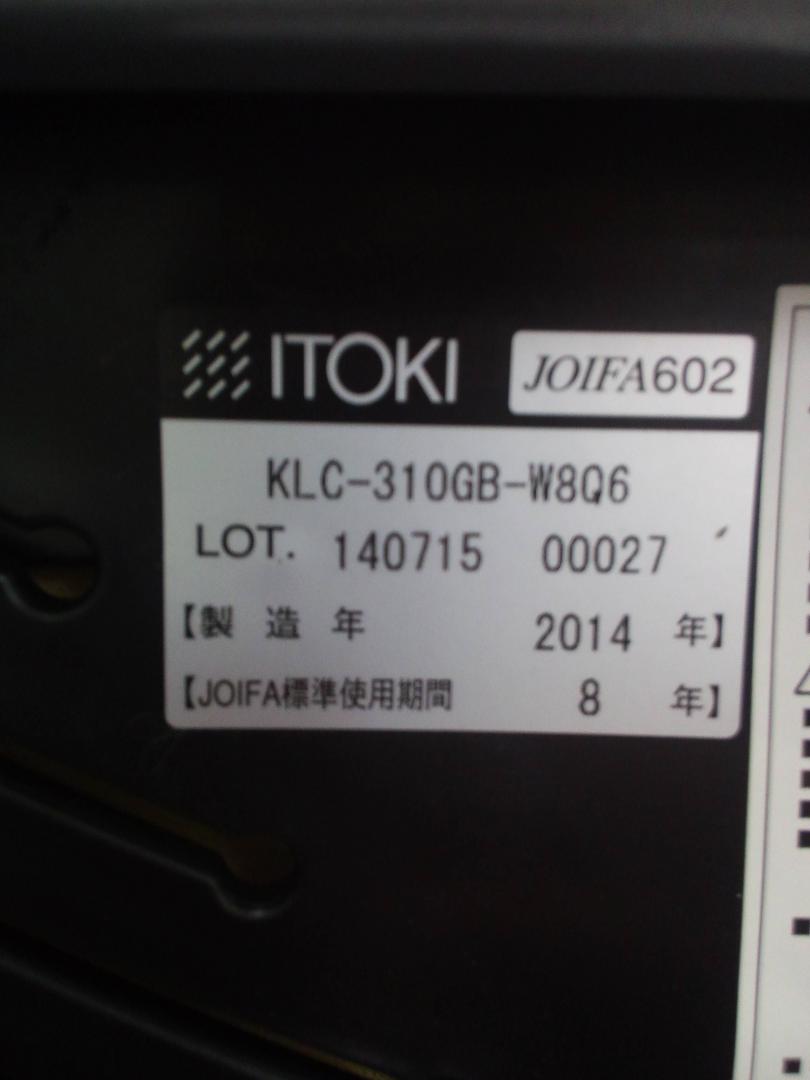 ITOKI JOIFA602
KLC-310GB-W8Q6
LOT. 140715 00027
【製造年 2014 年】
【JOIFA標準使用期間 8 年】